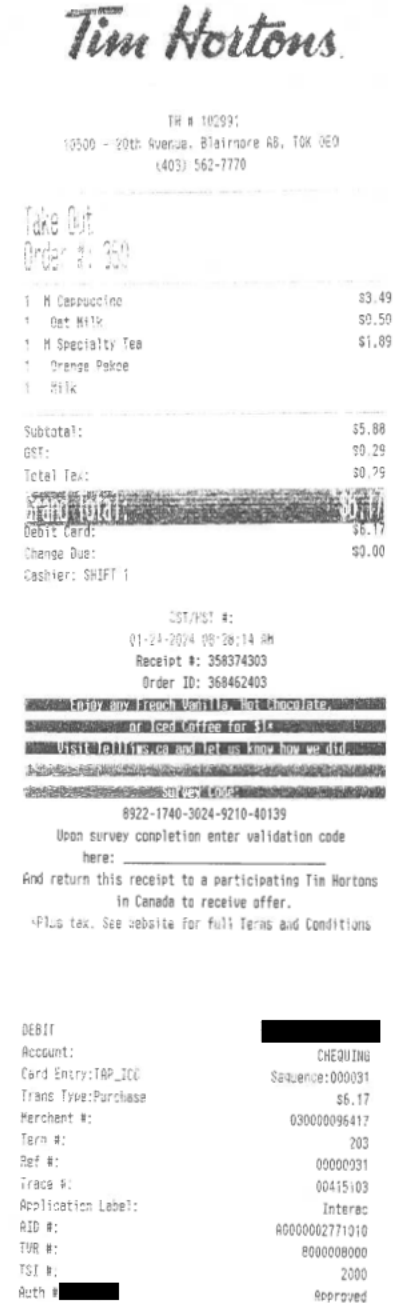 Tim Hortons
TH # 102991
10500 - 20th Avenue, Blairmore AB, T0K 0E0
(403) 562-7770
Take Out
Order #: 360
1 M Cappuccino $3.49
1 Oat Milk $0.50
1 M Specialty Tea $1.89
1 Orange Pekoe
1 Milk
Subtotal: $5.88
GST: $0.29
Total Tax: $0.29
Grand Total: $6.17
Debit Card: $6.17
Change Due: $0.00
Cashier: SHIFT 1
GST/HST #:
01-24-2024 08:28:14 AM
Receipt #: 358374303
Order ID: 368462403
Enjoy any French Vanilla, Hot Chocolate,
or Iced Coffee for $1*
Visit TellTims.ca and let us know how we did.
Survey Code:
8922-1740-3024-9210-40139
Upon survey completion enter validation code
here:
And return this receipt to a participating Tim Hortons
in Canada to receive offer.
*Plus tax. See website for full Terms and Conditions
DEBIT
Account: CHEQUING
Card Entry:TAP_ICC Sequence:000031
Trans Type:Purchase $6.17
Merchant #: 030000096417
Term #: 203
Ref #: 00000031
Trace #: 00415103
Application Label: Interac
AID #: A0000002771010
TVR #: 8000008000
TSI #: 2000
Auth # Approved